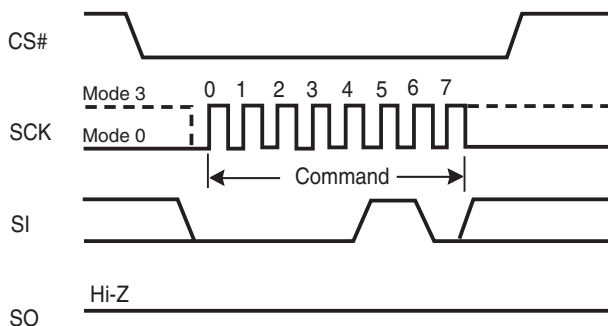 CS#
Mode 3
0 1 2 3 4 5 6 7
SCK
Mode 0
Command
SI
Hi-Z
SO